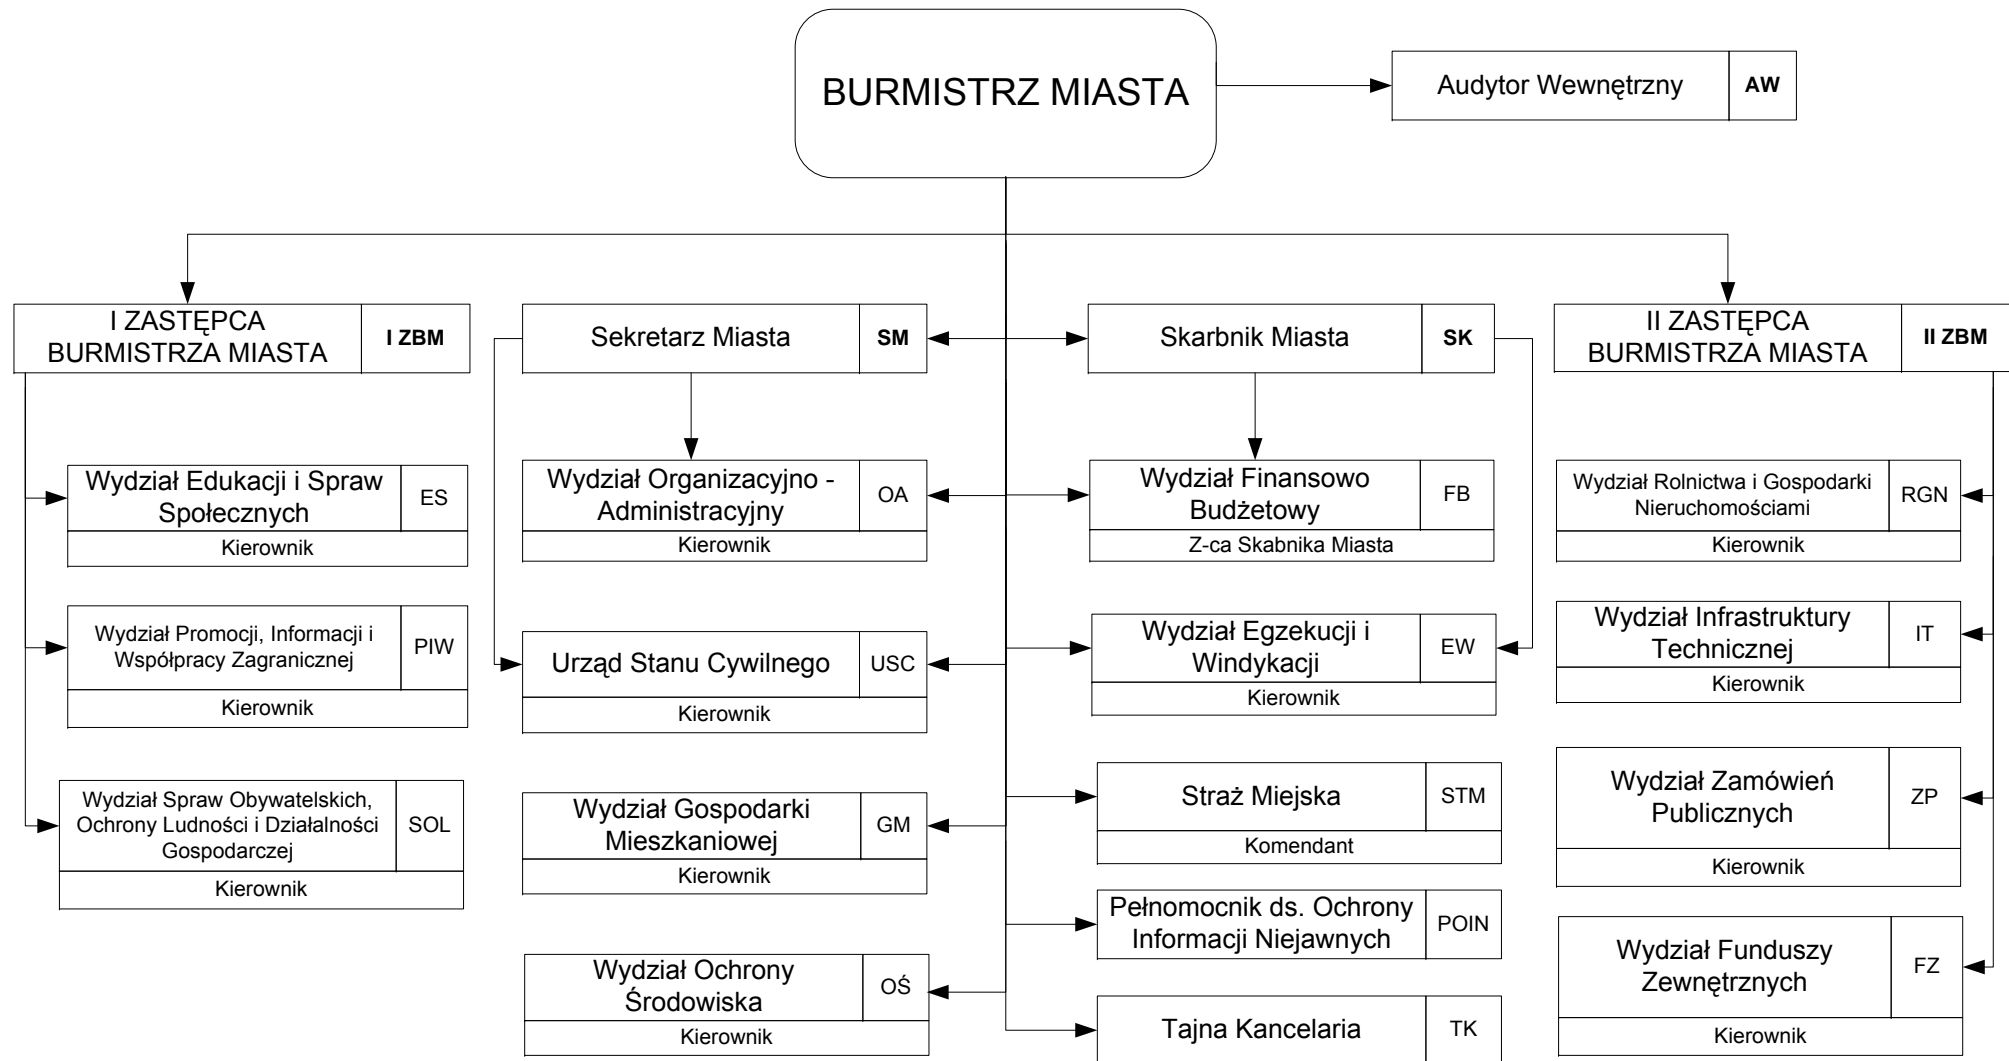 BURMISTRZ MIASTA
Audytor Wewnętrzny
AW
I ZASTĘPCA
BURMISTRZA MIASTA
I ZBM
Sekretarz Miasta
SM
Skarbnik Miasta
SK
II ZASTĘPCA
BURMISTRZA MIASTA
II ZBM
Wydział Edukacji i Spraw
Społecznych
ES
Kierownik
Wydział Organizacyjno -
Administracyjny
OA
Kierownik
Wydział Finansowo
Budżetowy
FB
Z-ca Skabnika Miasta
Wydział Rolnictwa i Gospodarki
Nieruchomościami
RGN
Kierownik
Wydział Promocji, Informacji i
Współpracy Zagranicznej
PIW
Kierownik
Urząd Stanu Cywilnego
USC
Kierownik
Wydział Egzekucji i
Windykacji
EW
Kierownik
Wydział Infrastruktury
Technicznej
IT
Kierownik
Wydział Spraw Obywatelskich,
Ochrony Ludności i Działalności
Gospodarczej
SOL
Kierownik
Wydział Gospodarki
Mieszkaniowej
GM
Kierownik
Straż Miejska
STM
Komendant
Wydział Zamówień
Publicznych
ZP
Kierownik
Pełnomocnik ds. Ochrony
Informacji Niejawnych
POIN
Wydział Ochrony
Środowiska
OŚ
Kierownik
Tajna Kancelaria
TK
Wydział Funduszy
Zewnętrznych
FZ
Kierownik